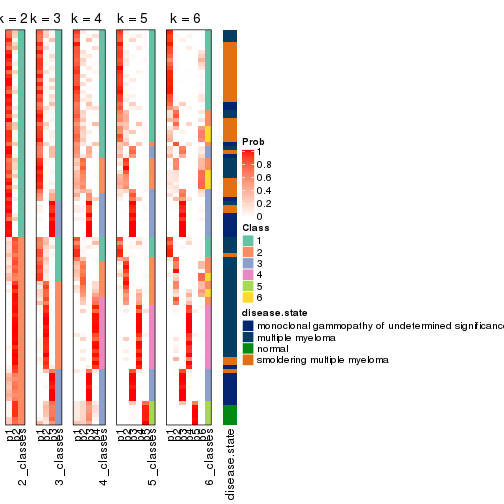 k = 2 k = 3 k = 4 k = 5 k = 6
Prob
1
0.8
0.6
0.4
0.2
0
Class
1
2
3
4
5
6
disease.state
monoclonal gammopathy of undetermined significance
multiple myeloma
normal
smoldering multiple myeloma
p1 p2 2_classes p1 p2 p3 3_classes p1 p2 p3 p4 4_classes p1 p2 p3 p4 p5 5_classes p1 p2 p3 p4 p5 p6 6_classes disease.state